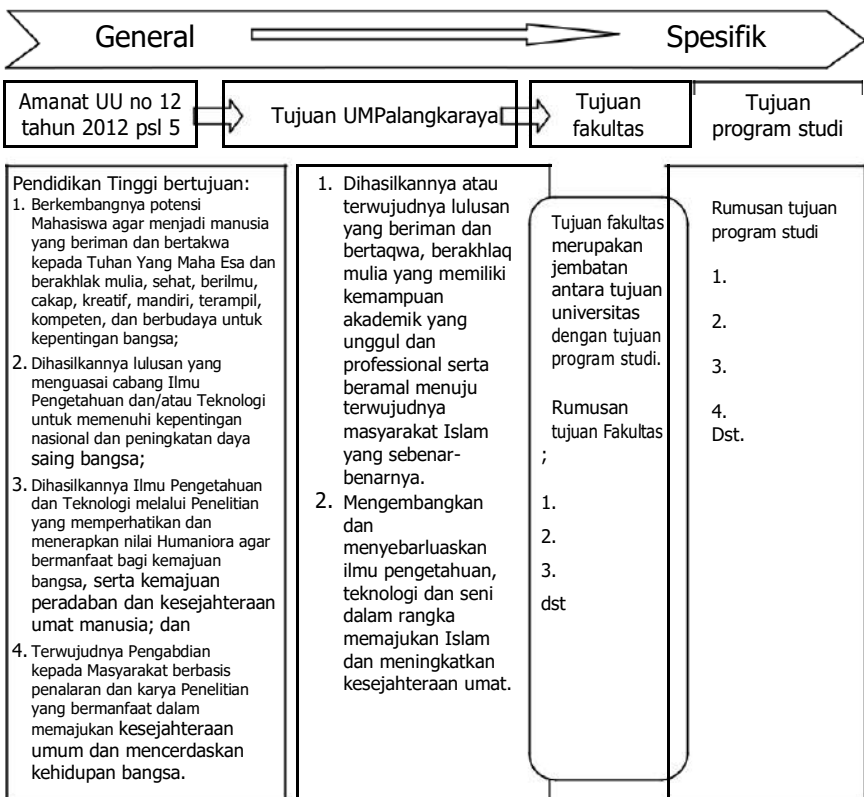 General
Spesifik
Amanat UU no 12
tahun 2012 psl 5
Tujuan UMPalangkaraya
Tujuan
fakultas
Tujuan
program studi
Pendidikan Tinggi bertujuan:
1. Berkembangnya potensi
Mahasiswa agar menjadi manusia
yang beriman dan bertakwa
kepada Tuhan Yang Maha Esa dan
berakhlak mulia, sehat, berilmu,
cakap, kreatif, mandiri, terampil,
kompeten, dan berbudaya untuk
kepentingan bangsa;
2. Dihasilkannya lulusan yang
menguasai cabang Ilmu
Pengetahuan dan/atau Teknologi
untuk memenuhi kepentingan
nasional dan peningkatan daya
saing bangsa;
3. Dihasilkannya Ilmu Pengetahuan
dan Teknologi melalui Penelitian
yang memperhatikan dan
menerapkan nilai Humaniora agar
bermanfaat bagi kemajuan
bangsa, serta kemajuan
peradaban dan kesejahteraan
umat manusia; dan
4. Terwujudnya Pengabdian
kepada Masyarakat berbasis
penalaran dan karya Penelitian
yang bermanfaat dalam
memajukan kesejahteraan
umum dan mencerdaskan
kehidupan bangsa.
1. Dihasilkannya atau
terwujudnya lulusan
yang beriman dan
bertaqwa, berakhlaq
mulia yang memiliki
kemampuan
akademik yang
unggul dan
professional serta
beramal menuju
terwujudnya
masyarakat Islam
yang sebenar-
benarnya.
2. Mengembangkan
dan
menyebarluaskan
ilmu pengetahuan,
teknologi dan seni
dalam rangka
memajukan Islam
dan meningkatkan
kesejahteraan umat.
Tujuan fakultas
merupakan
jembatan
antara tujuan
universitas
dengan tujuan
program studi.
Rumusan
tujuan Fakultas
;
1.
2.
3.
dst
Rumusan tujuan
program studi
1.
2.
3.
4.
Dst.